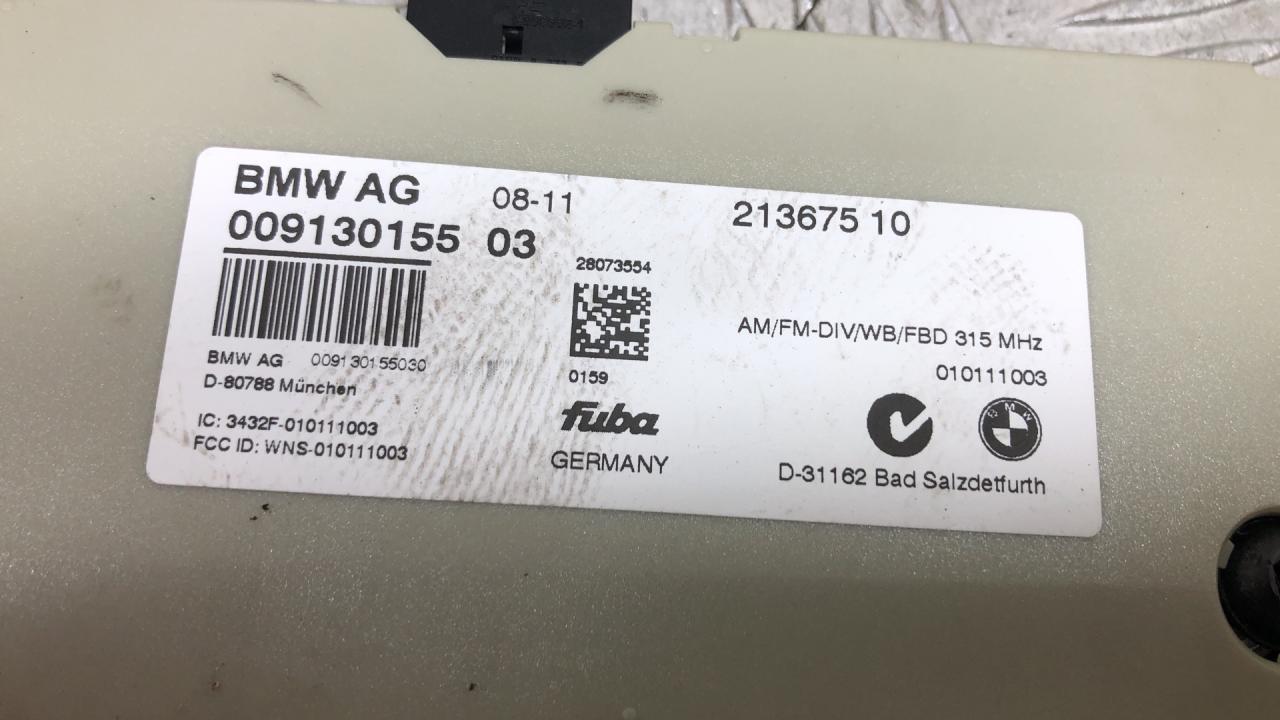 BMW AG 08-11 213675 10
009130155 03
28073554
AM/FM-DIV/WB/FBD 315 MHz
BMW AG 009130155030
0159
010111003
D-80788 München
fuba
BMW
IC: 3432F-010111003
FCC ID: WNS-010111003
GERMANY
D-31162 Bad Salzdetfurth